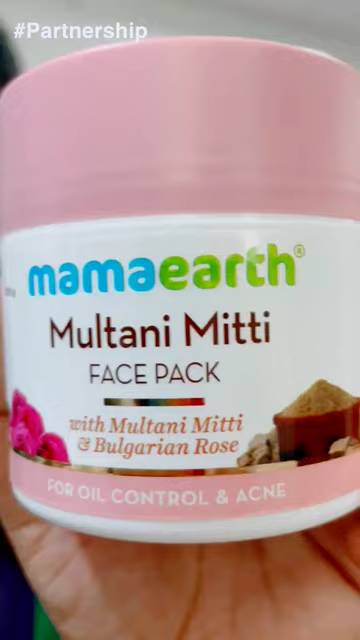 #Partnership
mamaearth®
Multani Mitti
FACE PACK
with Multani Mitti
& Bulgarian Rose
FOR OIL CONTROL & ACNE